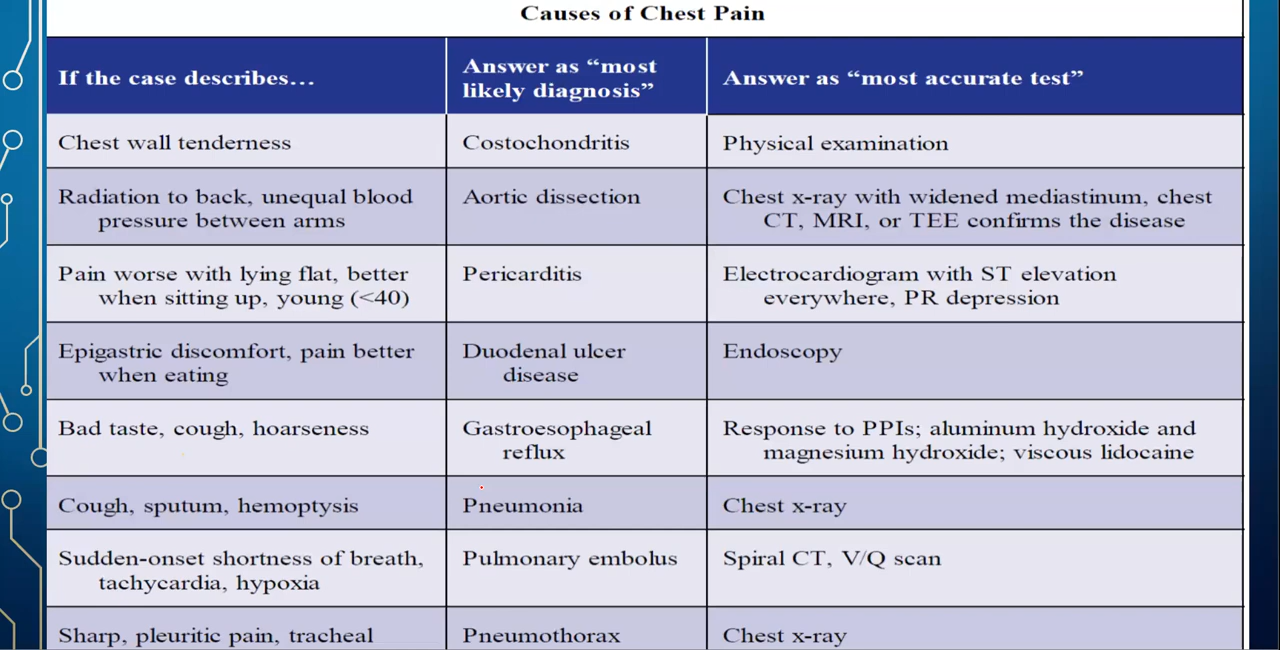 Causes of Chest Pain
If the case describes...
Answer as “most
likely diagnosis”
Answer as “most accurate test”
Chest wall tenderness
Costochondritis
Physical examination
Radiation to back, unequal blood
pressure between arms
Aortic dissection
Chest x-ray with widened mediastinum, chest
CT, MRI, or TEE confirms the disease
Pain worse with lying flat, better
when sitting up, young (<40)
Pericarditis
Electrocardiogram with ST elevation
everywhere, PR depression
Epigastric discomfort, pain better
when eating
Duodenal ulcer
disease
Endoscopy
Bad taste, cough, hoarseness
Gastroesophageal
reflux
Response to PPIs; aluminum hydroxide and
magnesium hydroxide; viscous lidocaine
Cough, sputum, hemoptysis
Pneumonia
Chest x-ray
Sudden-onset shortness of breath,
tachycardia, hypoxia
Pulmonary embolus
Spiral CT, V/Q scan
Sharp, pleuritic pain, tracheal
Pneumothorax
Chest x-ray